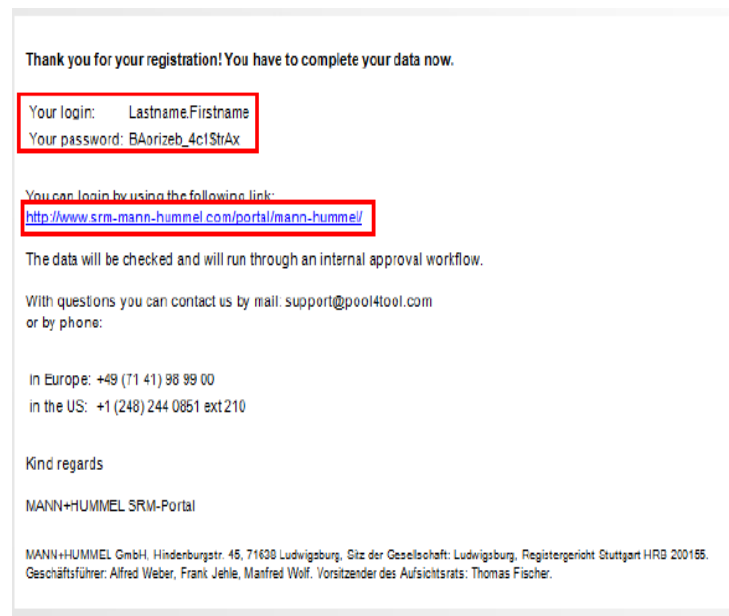 Thank you for your registration! You have to complete your data now.
Your login: Lastname.Firstname
Your password: BAorizeb_4c1$trAx
You can login by using the following link:
http://www.srm-mann-hummel.com/portal/mann-hummel/
The data will be checked and will run through an internal approval workflow.
With questions you can contact us by mail: support@pool4tool.com
or by phone:
in Europe: +49 (71 41) 98 99 00
in the US: +1 (248) 244 0851 ext 210
Kind regards
MANN+HUMMEL SRM-Portal
MANN+HUMMEL GmbH, Hindenburgstr. 45, 71638 Ludwigsburg, Sitz der Gesellschaft: Ludwigsburg, Registergericht Stuttgart HRB 200155.
Geschäftsführer: Alfred Weber, Frank Jehle, Manfred Wolf. Vorsitzender des Aufsichtsrats: Thomas Fischer.